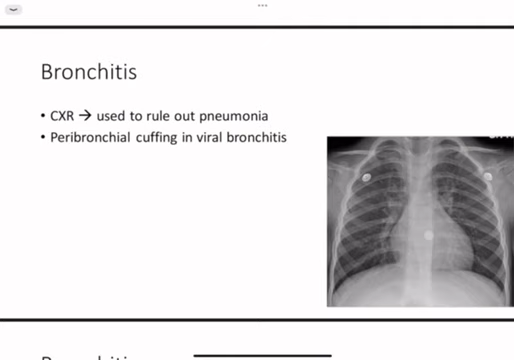 Bronchitis
• CXR → used to rule out pneumonia
• Peribronchial cuffing in viral bronchitis